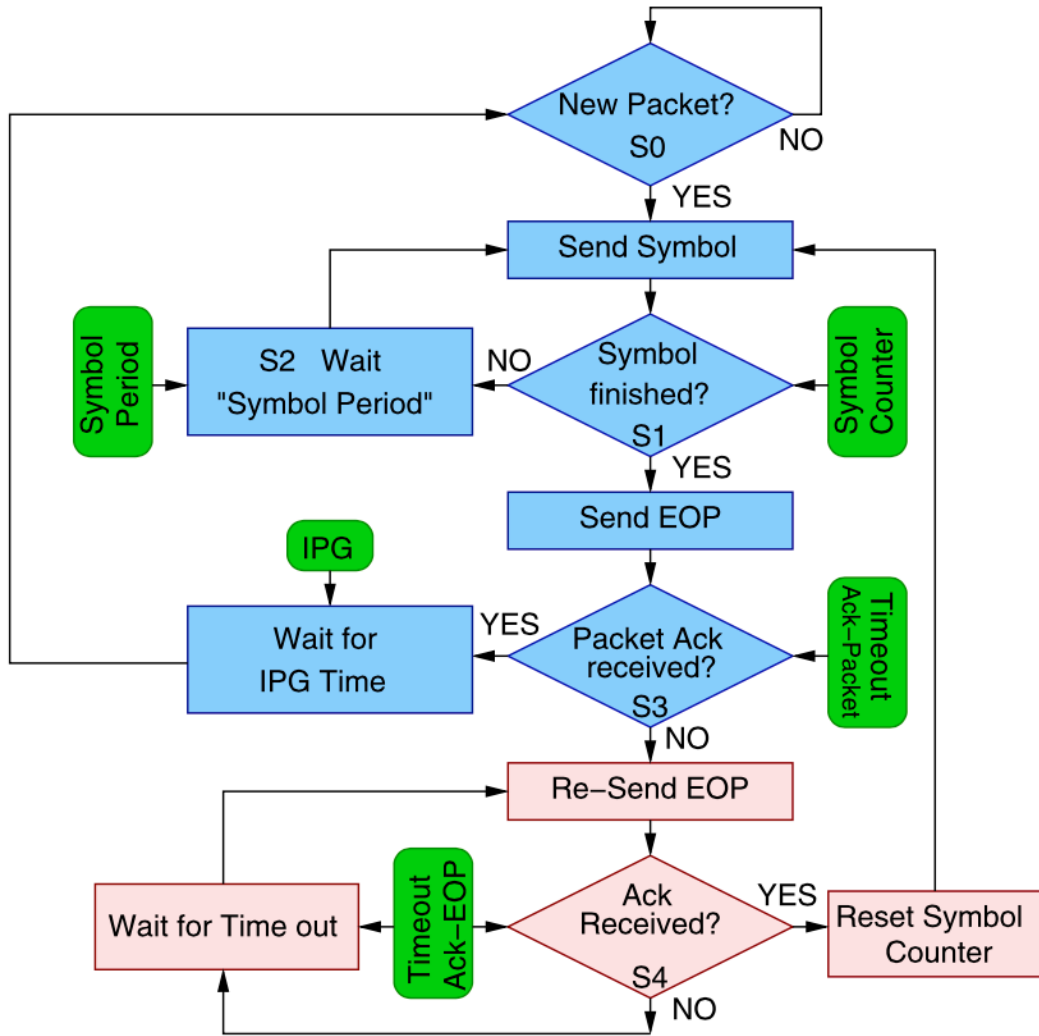 New Packet?
S0
NO
YES
Send Symbol
Symbol
Period
S2 Wait
"Symbol Period"
NO
Symbol
finished?
S1
Symbol
Counter
YES
Send EOP
IPG
Wait for
IPG Time
YES
Packet Ack
received?
S3
Timeout
Ack-Packet
NO
Re-Send EOP
Wait for Time out
Timeout
Ack-EOP
Ack
Received?
S4
YES
Reset Symbol
Counter
NO